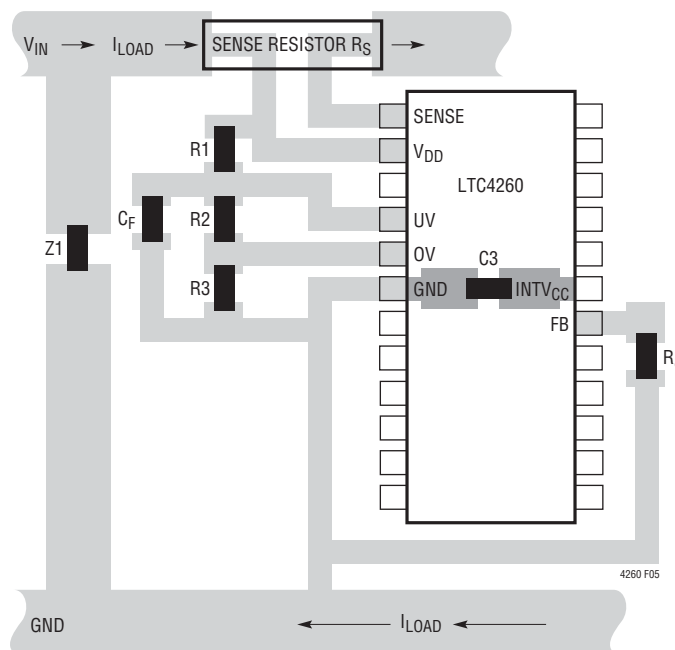 VIN
ILOAD
SENSE RESISTOR RS
SENSE
VDD
LTC4260
R1
CF
R2
UV
Z1
OV
C3
R3
GND
INTVCC
FB
R
4260 F05
GND
ILOAD